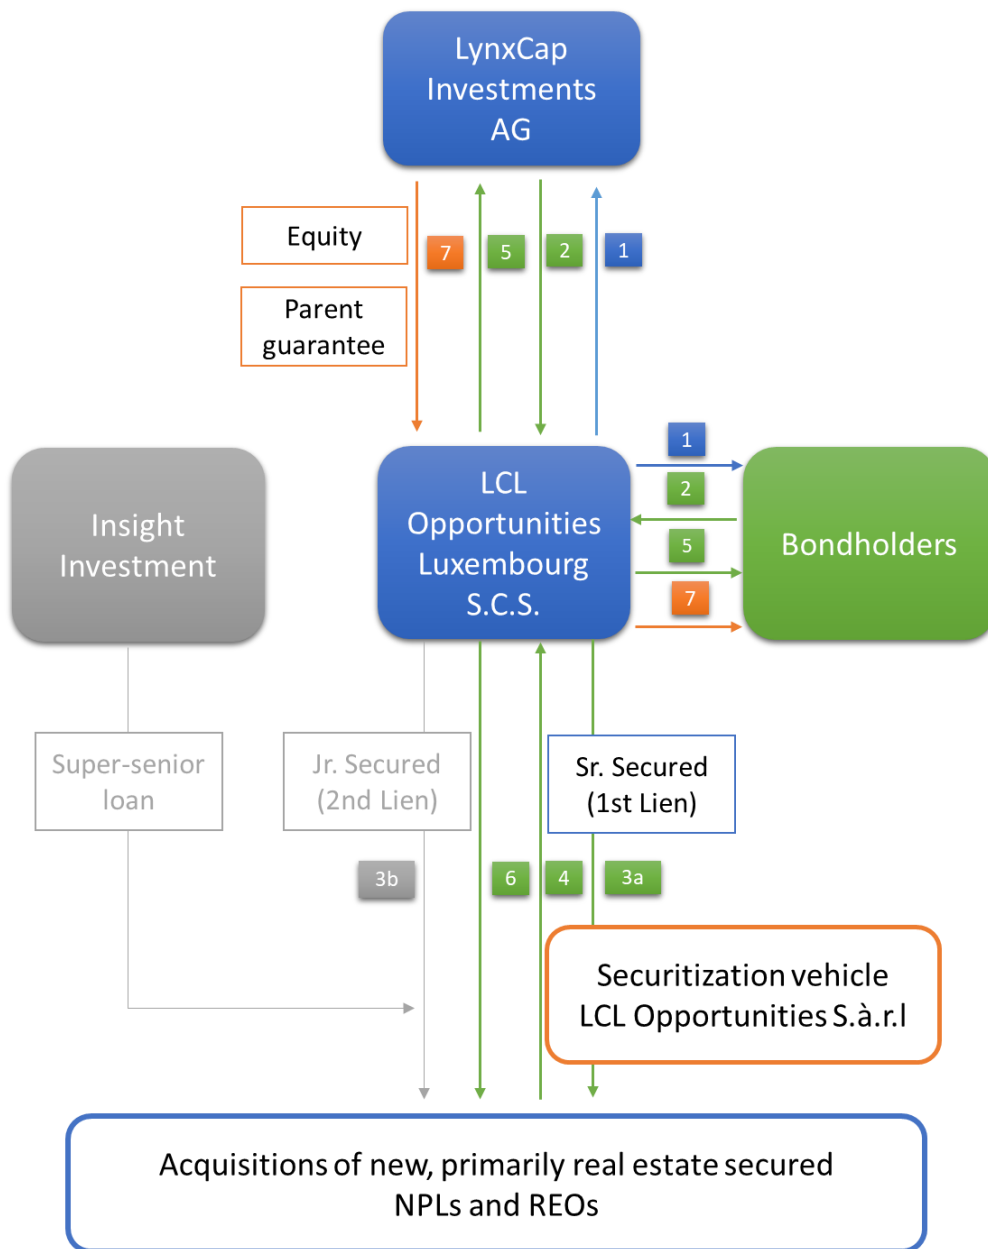 LynxCap
Investments
AG
Equity
7
5
2
1
Parent
guarantee
1
2
5
7
Insight
Investment
LCL
Opportunities
Luxembourg
S.C.S.
Bondholders
Super-senior
loan
Jr. Secured
(2nd Lien)
Sr. Secured
(1st Lien)
3b
6
4
3a
Securitization vehicle
LCL Opportunities S.à.r.l
Acquisitions of new, primarily real estate secured
NPLs and REOs